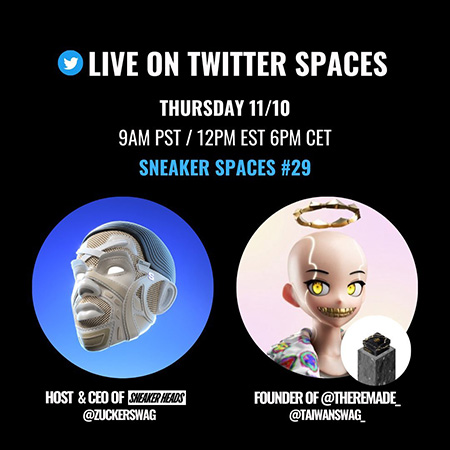 LIVE ON TWITTER SPACES
THURSDAY 11/10
9AM PST / 12PM EST 6PM CET
SNEAKER SPACES #29
HOST & CEO OF SNEAKER HEADS
@ZUCKERSWAG
FOUNDER OF @THEREMADE_
@TAIWANSWAG_